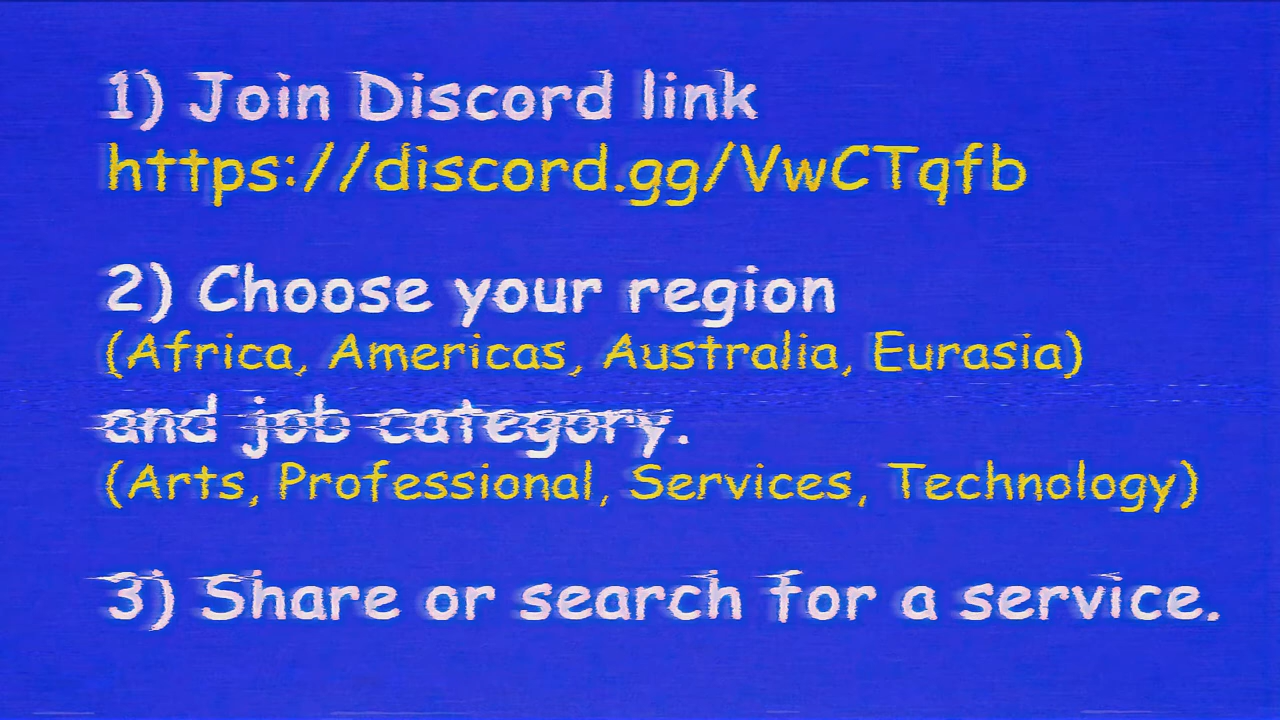 1) Join Discord link
https://discord.gg/VwCTqfb
2) Choose your region
(Africa, Americas, Australia, Eurasia)
and job category.
(Arts, Professional, Services, Technology)
3) Share or search for a service.